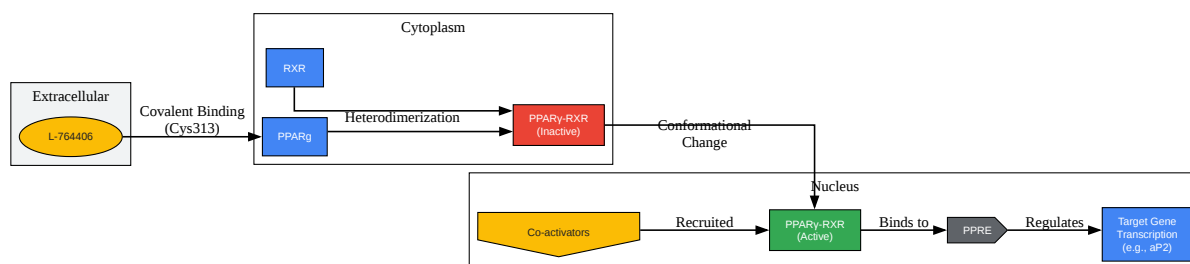 Cytoplasm
RXR
Extracellular
L-764406
Covalent Binding
(Cys313)
PPARg
Heterodimerization
PPARγ-RXR
(Inactive)
Conformational
Change
Nucleus
Co-activators
Recruited
PPARγ-RXR
(Active)
Binds to
PPRE
Regulates
Target Gene
Transcription
(e.g., aP2)